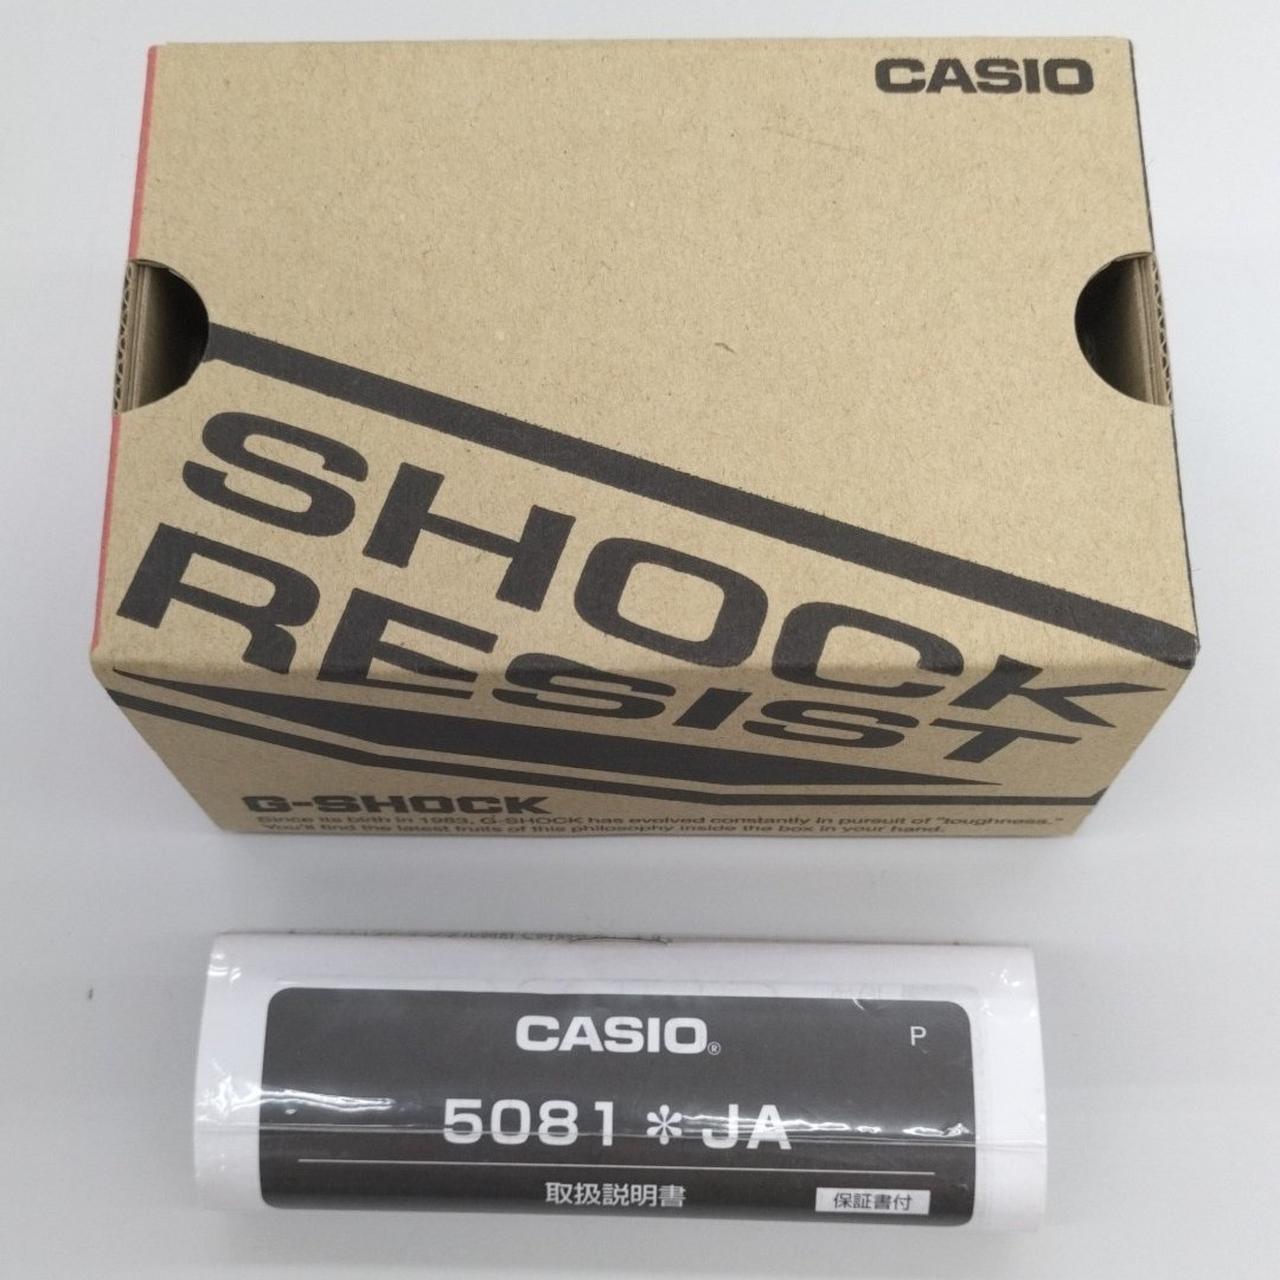 CASIO
SHOCK
RESIST
G-SHOCK
Since its birth in 1983, G-SHOCK has evolved constantly in pursuit of "toughness."
You'll find the latest fruits of this philosophy inside the box in your hand.
CASIO®
P
5081＊JA
取扱説明書
保証書付